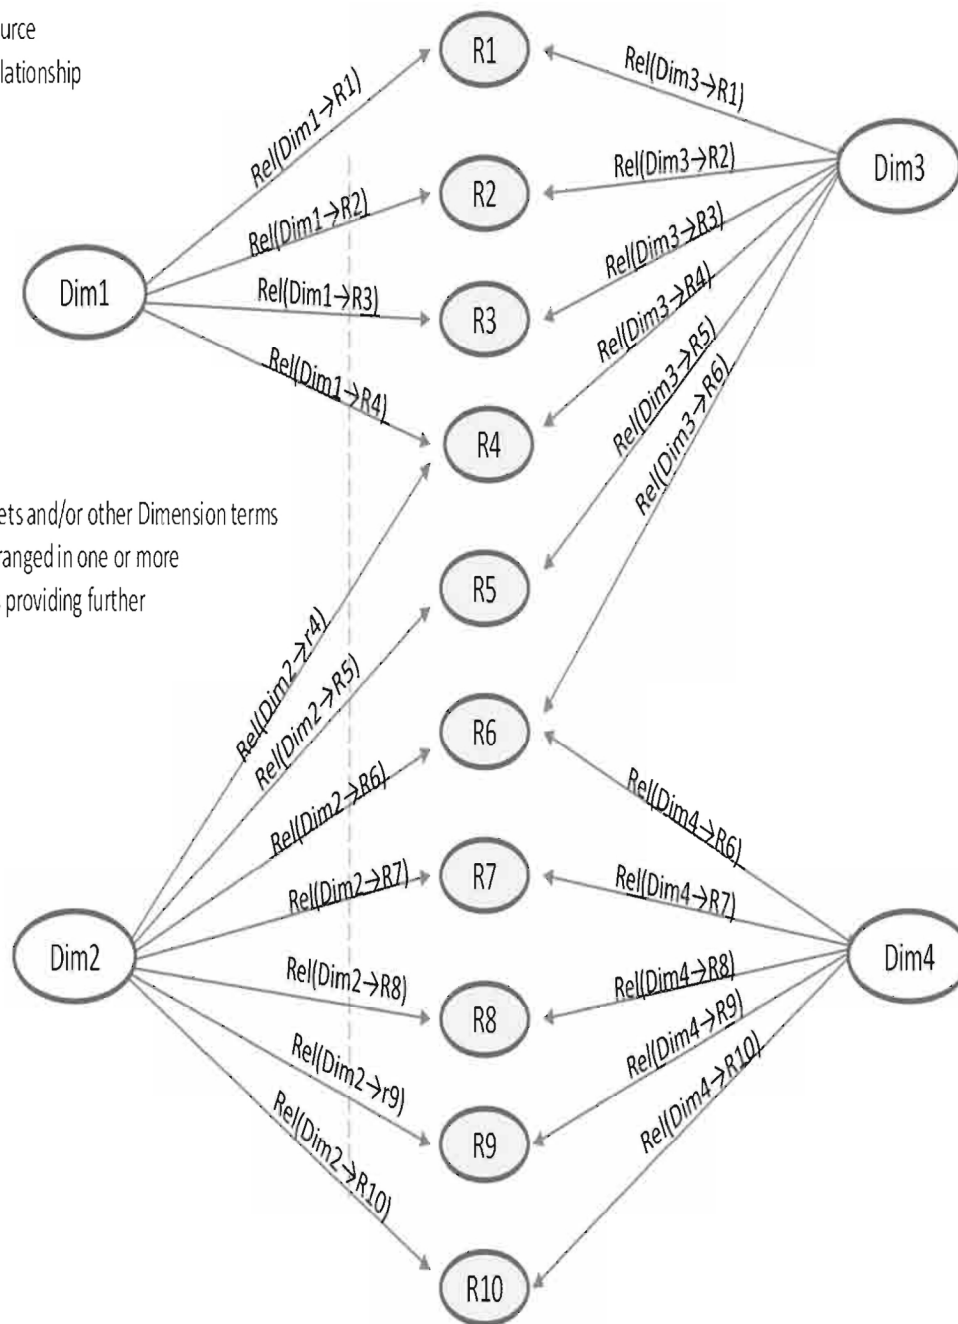 urce
lationship
R1
Rel(Dim1→R1)
Rel(Dim3→R1)
Dim3
R2
Rel(Dim1→R2)
Rel(Dim3→R2)
Dim1
Rel(Dim1→R3)
R3
Rel(Dim3→R3)
Rel(Dim3→R4)
Rel(Dim1→R4)
R4
Rel(Dim3→R5)
Rel(Dim3→R6)
ets and/or other Dimension terms
ranged in one or more
s providing further
R5
Rel(Dim2→r4)
Rel(Dim2→R5)
R6
Rel(Dim2→R6)
Rel(Dim4→R6)
R7
Rel(Dim2→R7)
Rel(Dim4→R7)
Dim2
Dim4
Rel(Dim2→R8)
Rel(Dim4→R8)
R8
Rel(Dim2→r9)
Rel(Dim4→R9)
R9
Rel(Dim2→R10)
Rel(Dim4→R10)
R10